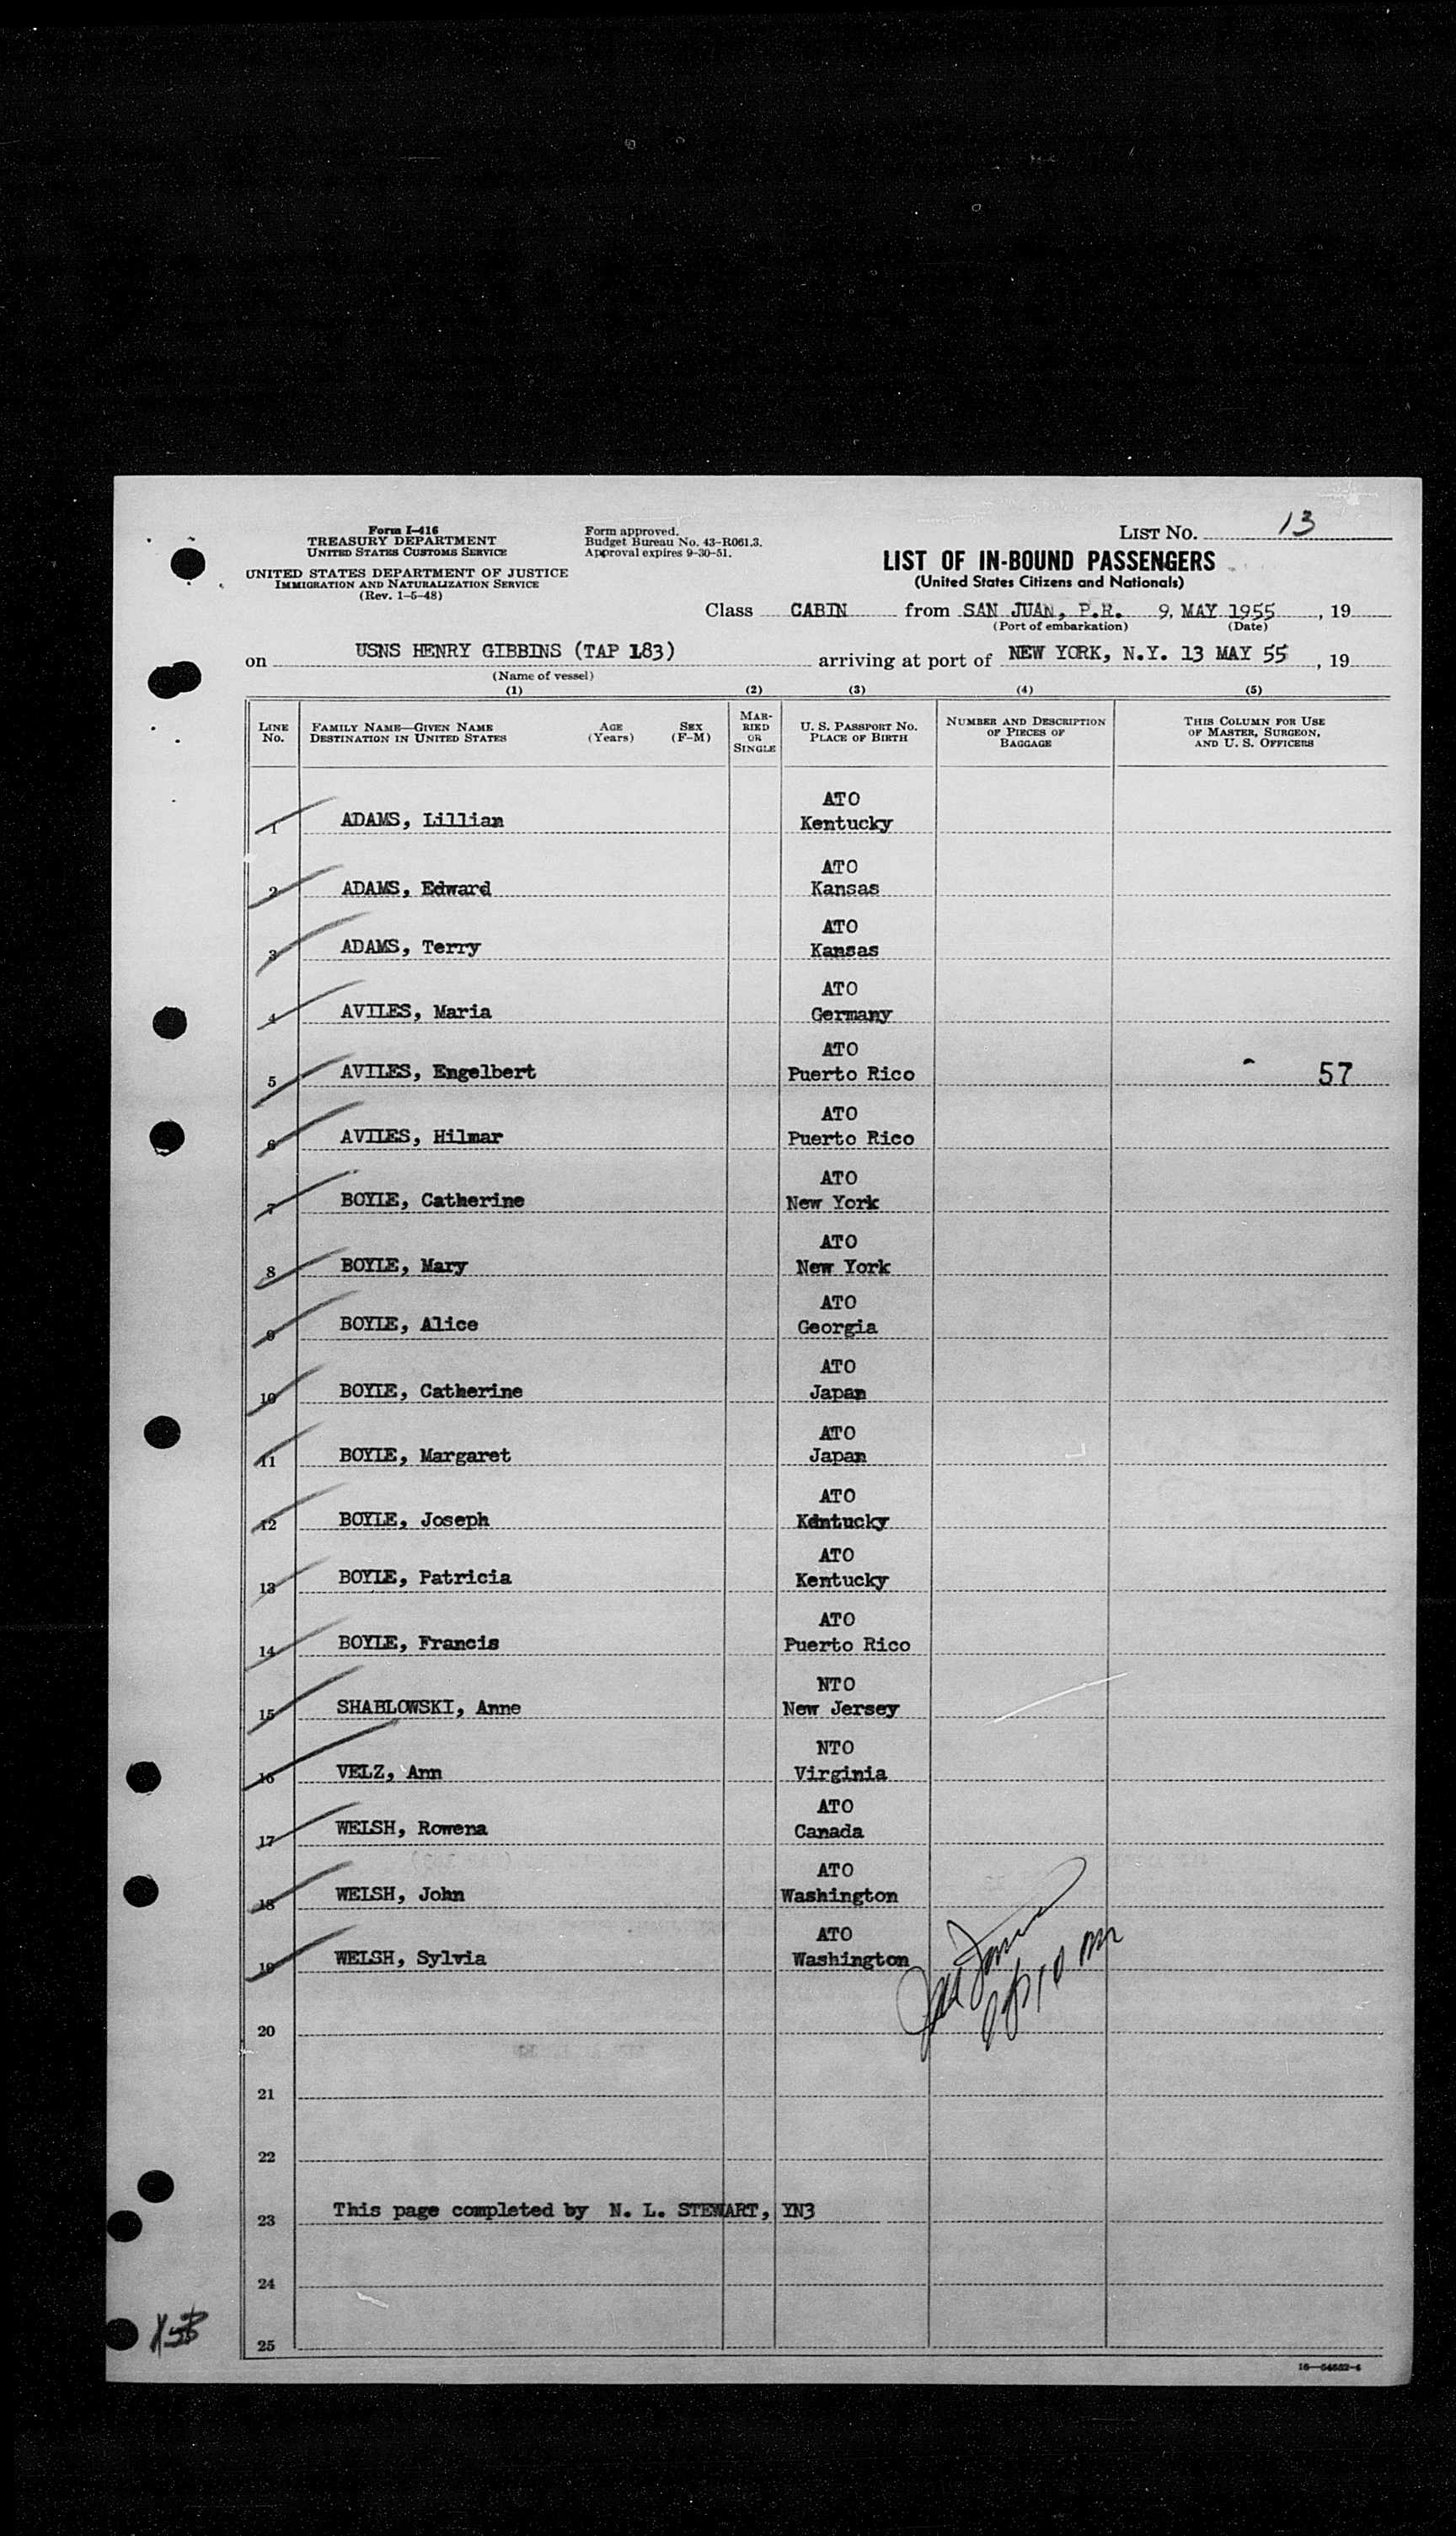 Form I-416
TREASURY DEPARTMENT
UNITED STATES CUSTOMS SERVICE
UNITED STATES DEPARTMENT OF JUSTICE
IMMIGRATION AND NATURALIZATION SERVICE
(Rev. 1-5-48)
Form approved.
Budget Bureau No. 43-R061.3.
Approval expires 9-30-51.
LIST NO. 13
LIST OF IN-BOUND PASSENGERS
(United States Citizens and Nationals)
Class CABIN from SAN JUAN, P.R. 9, MAY 1955, 19
(Port of embarkation) (Date)
on USNS HENRY GIBBINS (TAP 183) arriving at port of NEW YORK, N.Y. 13 MAY 55, 19
(Name of vessel)
(1) (2) (3) (4) (5)
LINE NO.
FAMILY NAME—GIVEN NAME
DESTINATION IN UNITED STATES
AGE (Years)
SEX (F-M)
MARRIED OR SINGLE
U. S. PASSPORT NO.
PLACE OF BIRTH
NUMBER AND DESCRIPTION OF PIECES OF BAGGAGE
THIS COLUMN FOR USE OF MASTER, SURGEON, AND U. S. OFFICERS
ATO
1 ADAMS, Lillian Kentucky
ATO
2 ADAMS, Edward Kansas
ATO
3 ADAMS, Terry Kansas
ATO
4 AVILES, Maria Germany
ATO
5 AVILES, Engelbert Puerto Rico 57
ATO
6 AVILES, Hilmar Puerto Rico
ATO
7 BOYLE, Catherine New York
ATO
8 BOYLE, Mary New York
ATO
9 BOYLE, Alice Georgia
ATO
10 BOYLE, Catherine Japan
ATO
11 BOYLE, Margaret Japan
ATO
12 BOYLE, Joseph Kentucky
ATO
13 BOYLE, Patricia Kentucky
ATO
14 BOYLE, Francis Puerto Rico
NTO
15 SHABLOWSKI, Anne New Jersey
NTO
16 VELZ, Ann Virginia
ATO
17 WELSH, Rowena Canada
ATO
18 WELSH, John Washington
ATO
19 WELSH, Sylvia Washington
20
21
22
23 This page completed by N. L. STEWART, YN3
24
25
16—54652-4